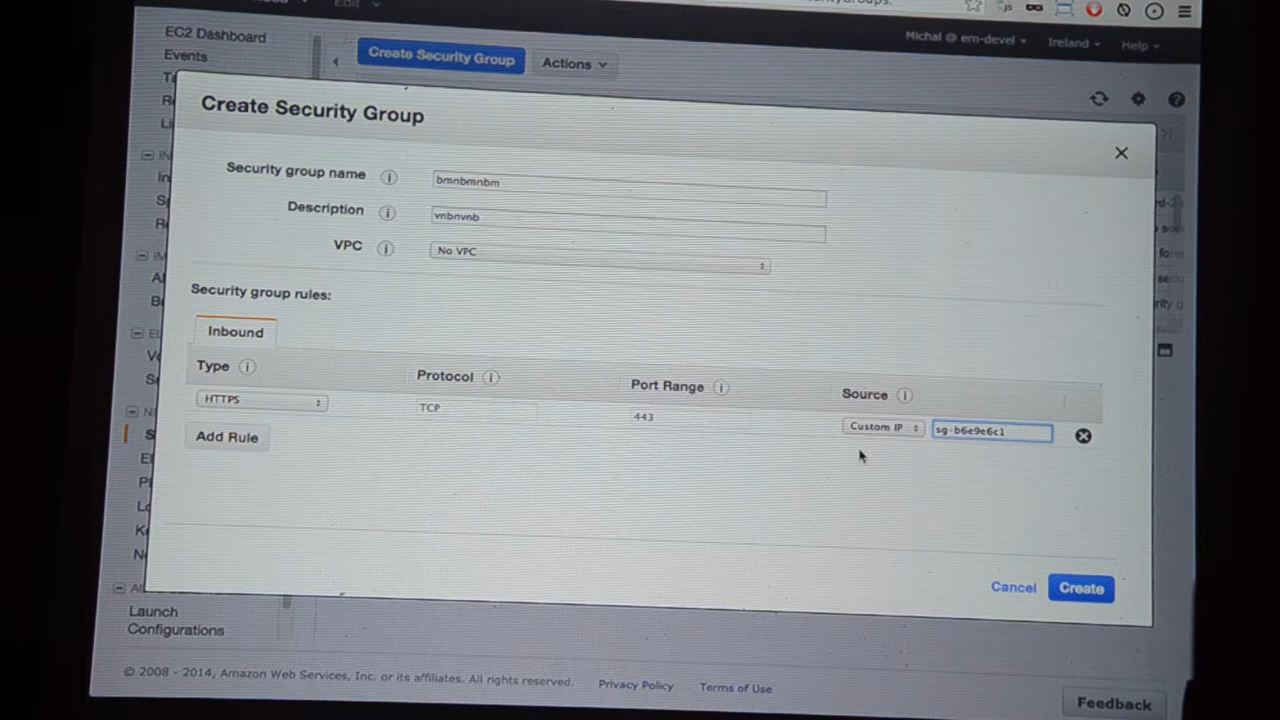 Edit
Michal @ em-devel Ireland Help
EC2 Dashboard
Events
Create Security Group Actions
Create Security Group
Security group name bmnbmnbm
Description vnbnvnb
VPC No VPC
Security group rules:
Inbound
Type Protocol Port Range Source
HTTPS TCP 443 Custom IP sg-b6e9e6c1
Add Rule
Cancel Create
Launch
Configurations
© 2008 - 2014, Amazon Web Services, Inc. or its affiliates. All rights reserved. Privacy Policy Terms of Use
Feedback